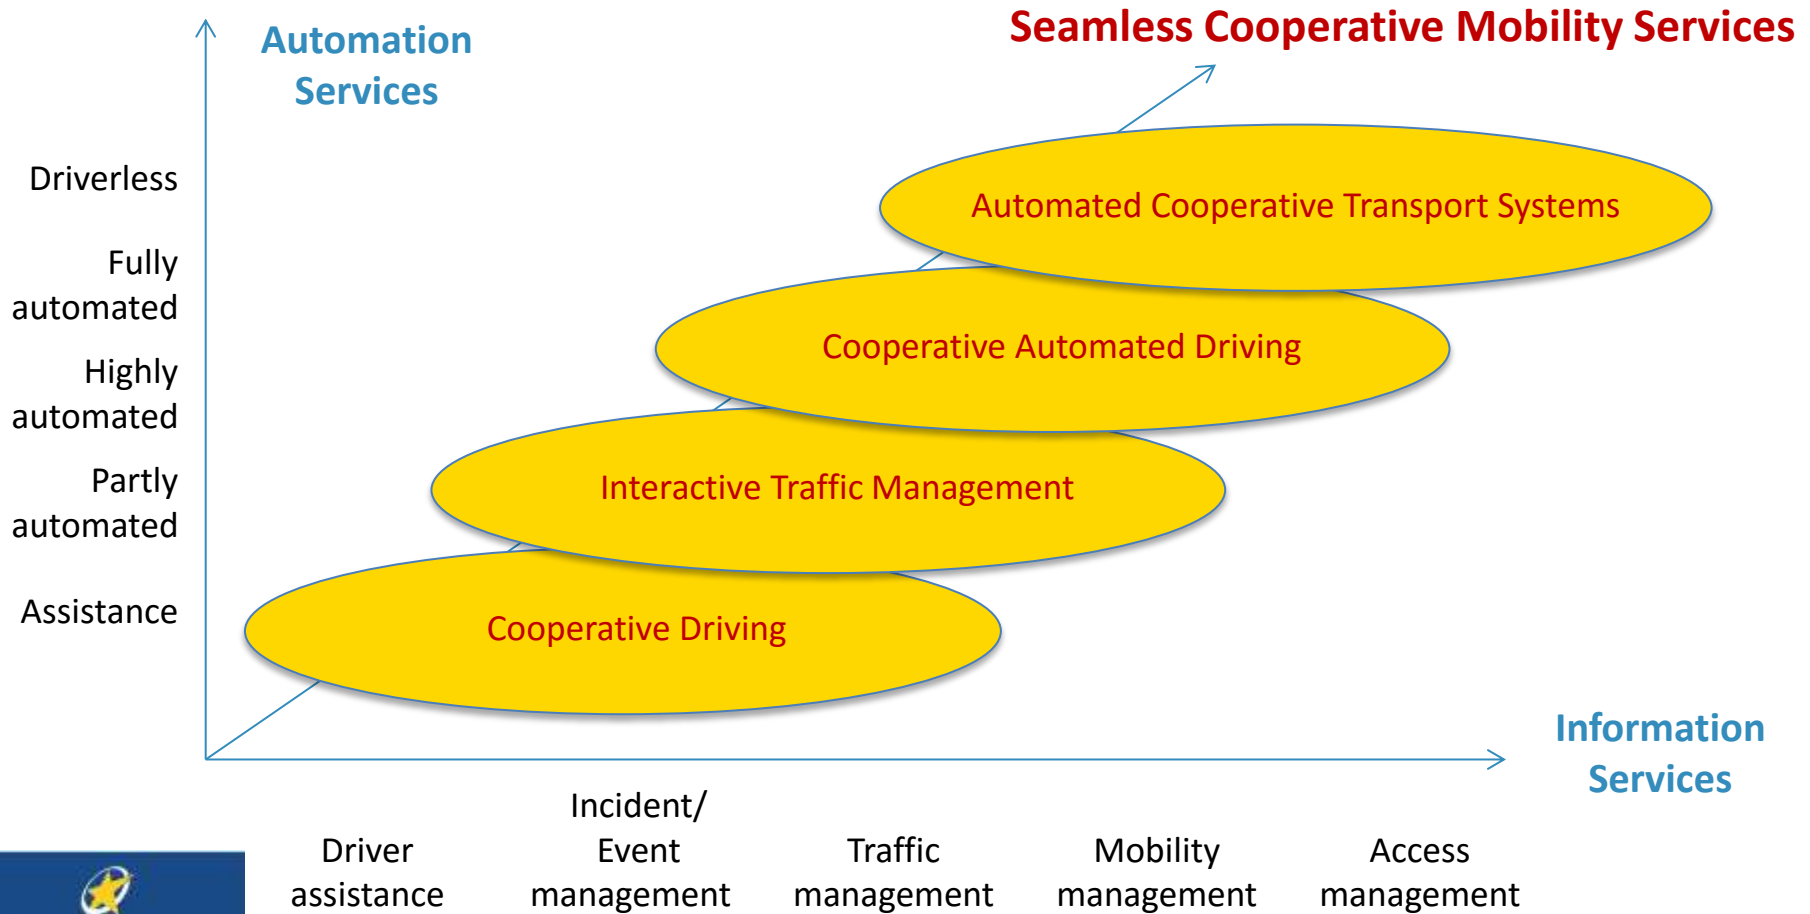 Seamless Cooperative Mobility Services
Automation
Services
Driverless
Fully
automated
Highly
automated
Partly
automated
Assistance
Automated Cooperative Transport Systems
Cooperative Automated Driving
Interactive Traffic Management
Cooperative Driving
Information
Services
Driver
assistance
Incident/
Event
management
Traffic
management
Mobility
management
Access
management